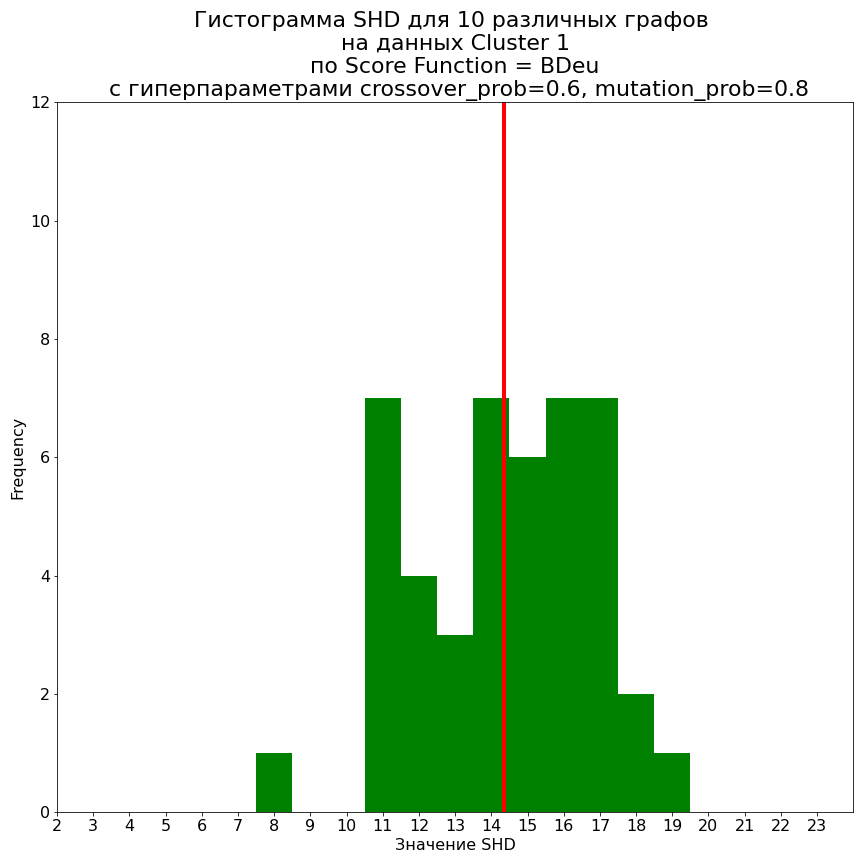 Гистограмма SHD для 10 различных графов
на данных Cluster 1
по Score Function = BDeu
с гиперпараметрами crossover_prob=0.6, mutation_prob=0.8
12
10
8
6
4
2
0
Frequency
2 3 4 5 6 7 8 9 10 11 12 13 14 15 16 17 18 19 20 21 22 23
Значение SHD